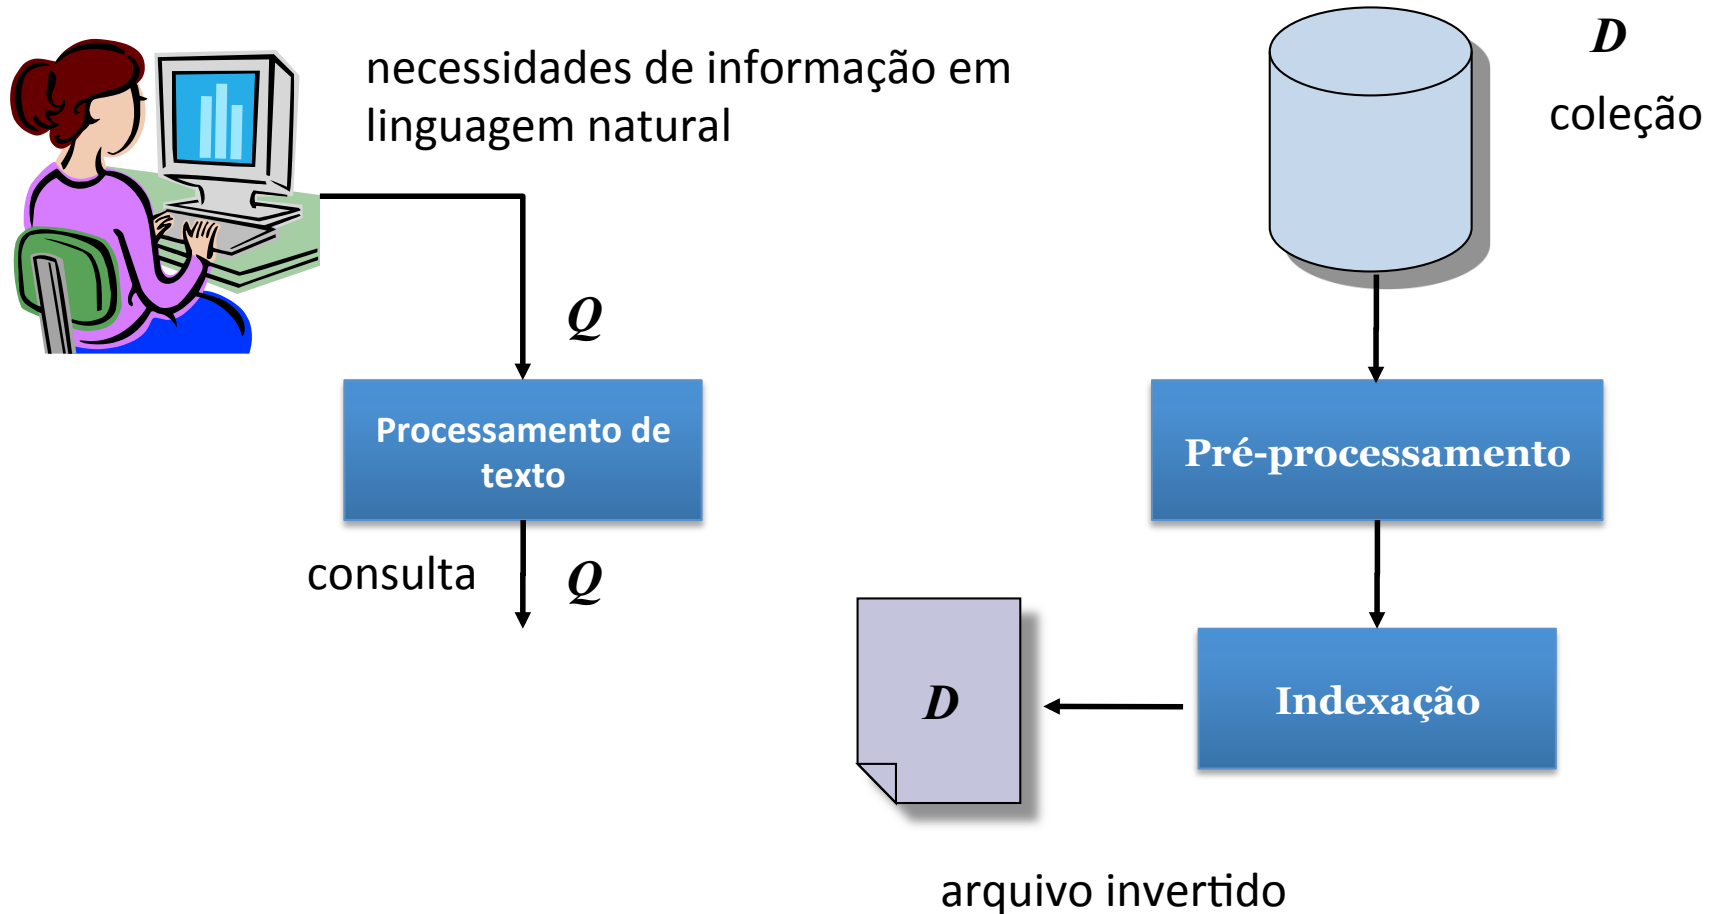 necessidades de informação em
linguagem natural
Q
Processamento de
texto
consulta
Q
D
coleção
Pré-processamento
Indexação
D
arquivo invertido